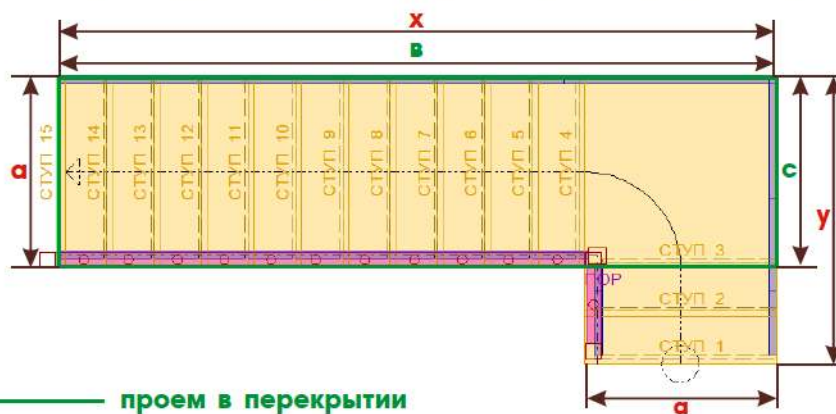 x
в
a
СТУП 15
СТУП 14
СТУП 13
СТУП 12
СТУП 11
СТУП 10
СТУП 9
СТУП 8
СТУП 7
СТУП 6
СТУП 5
СТУП 4
c
y
СТУП 3
СТУП 2
СТУП 1
a
проем в перекрытии